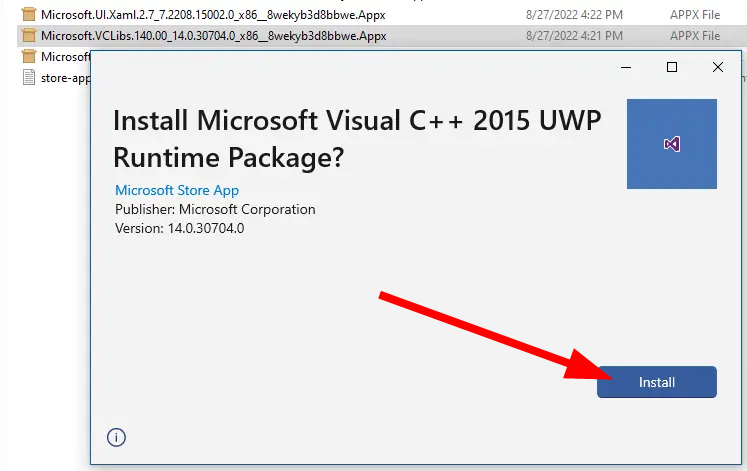 Microsoft.UI.Xaml.2.7_7.2208.15002.0_x86__8wekyb3d8bbwe.Appx 8/27/2022 4:22 PM APPX File
Microsoft.VCLibs.140.00_14.0.30704.0_x86__8wekyb3d8bbwe.Appx 8/27/2022 4:21 PM APPX File
Microsoft
store-app
Install Microsoft Visual C++ 2015 UWP
Runtime Package?
Microsoft Store App
Publisher: Microsoft Corporation
Version: 14.0.30704.0
Install